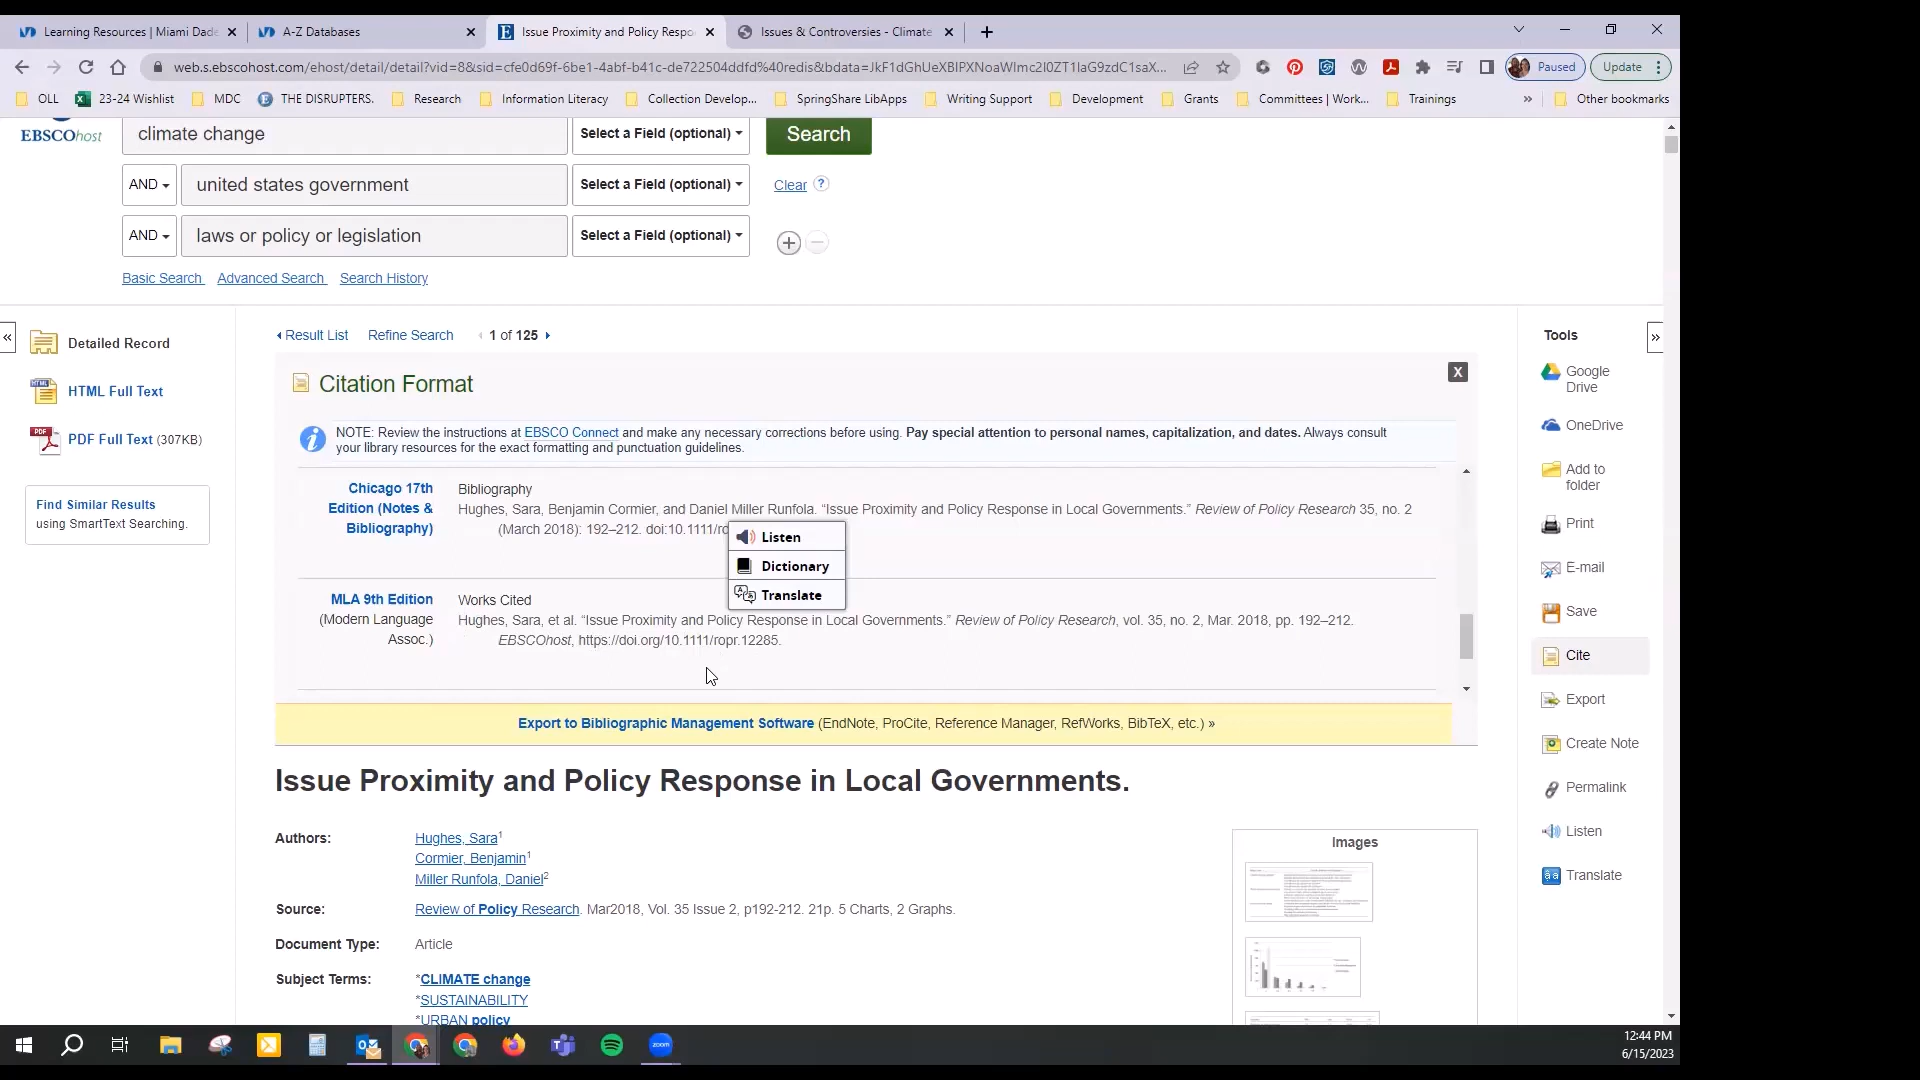 Learning Resources | Miami Dade
A-Z Databases
Issue Proximity and Policy Respo
Issues & Controversies - Climate
web.s.ebscohost.com/ehost/detail/detail?vid=8&sid=cfe0d69f-6be1-4abf-b41c-de722504ddfd%40redis&bdata=JkF1dGhUeXBlPXNoaWImc2l0ZT1laG9zdC1saX...
Paused
Update
OLL
23-24 Wishlist
MDC
THE DISRUPTERS.
Research
Information Literacy
Collection Develop...
SpringShare LibApps
Writing Support
Development
Grants
Committees | Work...
Trainings
»
Other bookmarks
EBSCOhost
climate change
Select a Field (optional)
Search
AND
united states government
Select a Field (optional)
Clear
?
AND
laws or policy or legislation
Select a Field (optional)
Basic Search
Advanced Search
Search History
«
Detailed Record
HTML Full Text
PDF Full Text (307KB)
Find Similar Results
using SmartText Searching.
Result List
Refine Search
1 of 125
Citation Format
X
NOTE: Review the instructions at EBSCO Connect and make any necessary corrections before using. Pay special attention to personal names, capitalization, and dates. Always consult
your library resources for the exact formatting and punctuation guidelines.
Chicago 17th
Edition (Notes &
Bibliography)
Bibliography
Hughes, Sara, Benjamin Cormier, and Daniel Miller Runfola. “Issue Proximity and Policy Response in Local Governments.” Review of Policy Research 35, no. 2
(March 2018): 192–212. doi:10.1111/ro
Listen
Dictionary
Translate
MLA 9th Edition
(Modern Language
Assoc.)
Works Cited
Hughes, Sara, et al. “Issue Proximity and Policy Response in Local Governments.” Review of Policy Research, vol. 35, no. 2, Mar. 2018, pp. 192–212.
EBSCOhost, https://doi.org/10.1111/ropr.12285.
Export to Bibliographic Management Software (EndNote, ProCite, Reference Manager, RefWorks, BibTeX, etc.) »
Issue Proximity and Policy Response in Local Governments.
Authors:
Hughes, Sara1
Cormier, Benjamin1
Miller Runfola, Daniel2
Source:
Review of Policy Research. Mar2018, Vol. 35 Issue 2, p192-212. 21p. 5 Charts, 2 Graphs.
Document Type:
Article
Subject Terms:
*CLIMATE change
*SUSTAINABILITY
*URBAN policy
Images
Tools
»
Google
Drive
OneDrive
Add to
folder
Print
E-mail
Save
Cite
Export
Create Note
Permalink
Listen
Translate
zoom
12:44 PM
6/15/2023